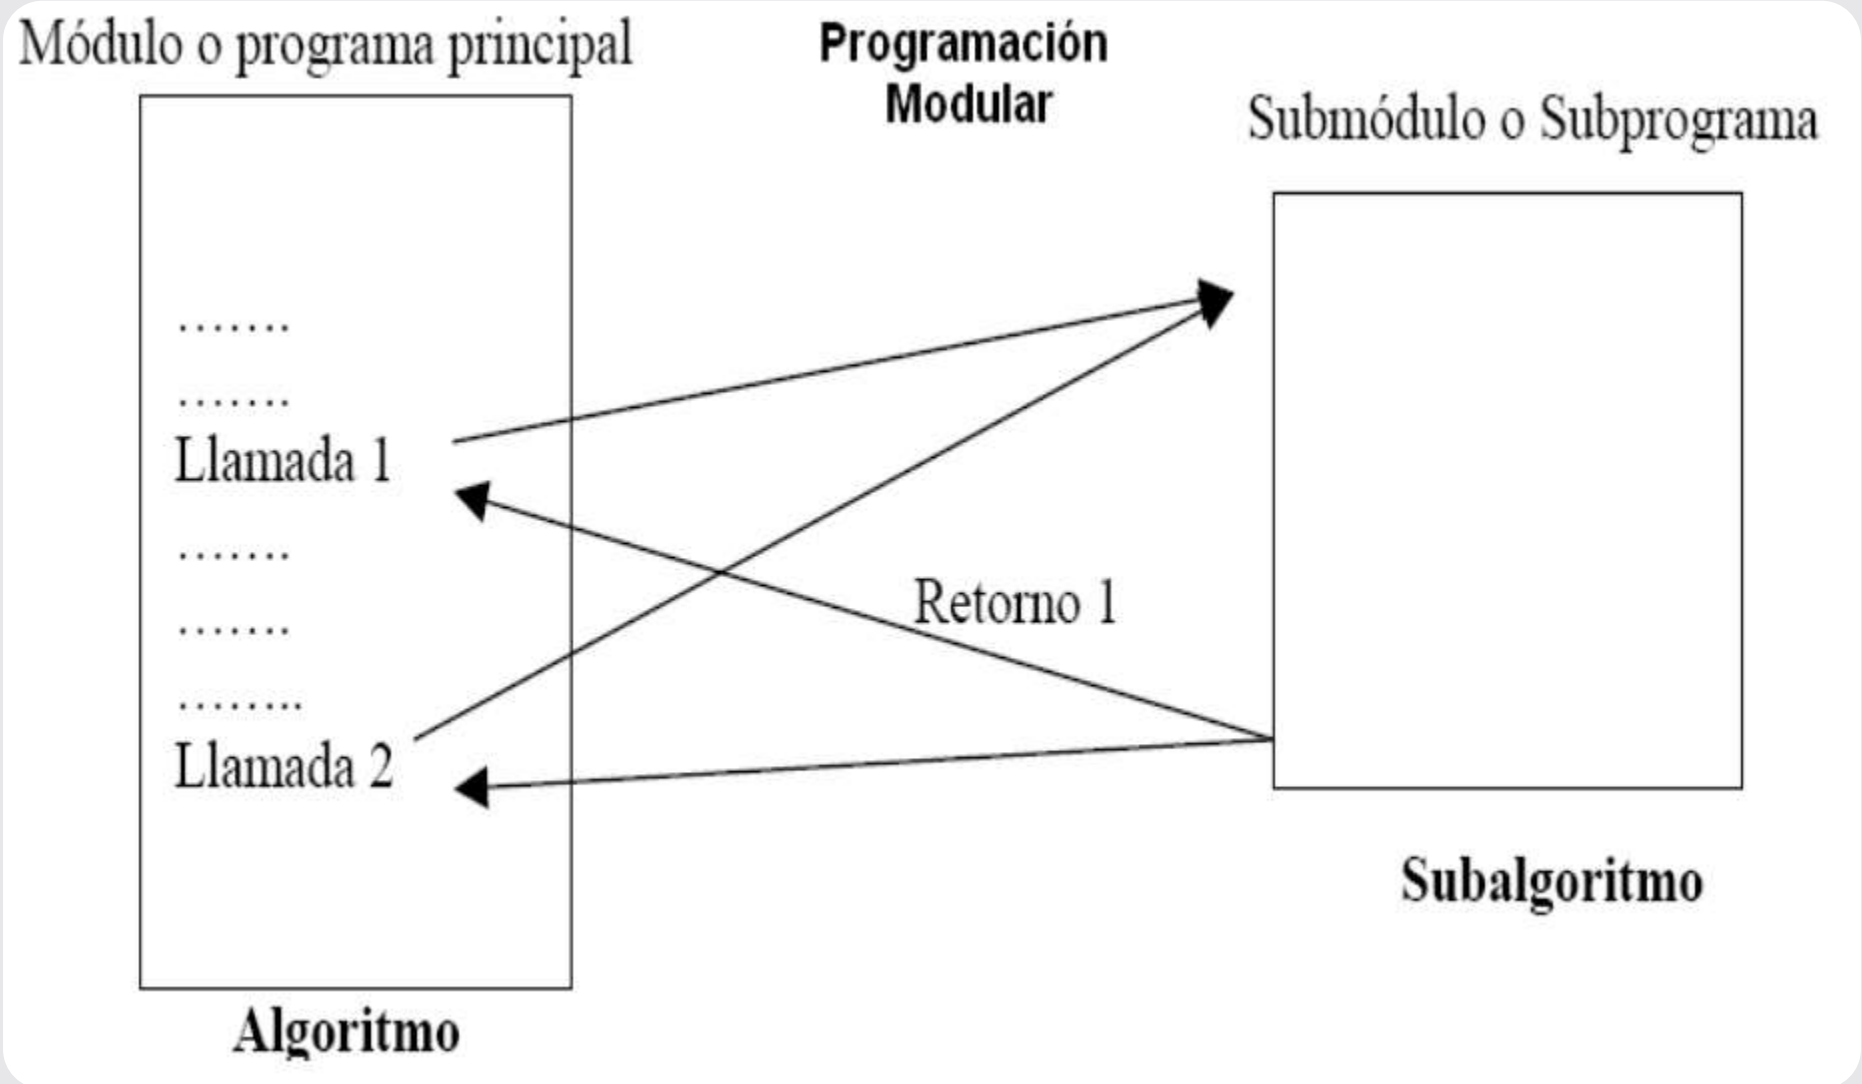 Módulo o programa principal
Programación
Modular
Submódulo o Subprograma
.......
.......
Llamada 1
.......
.......
........
Llamada 2
Retorno 1
Subalgoritmo
Algoritmo